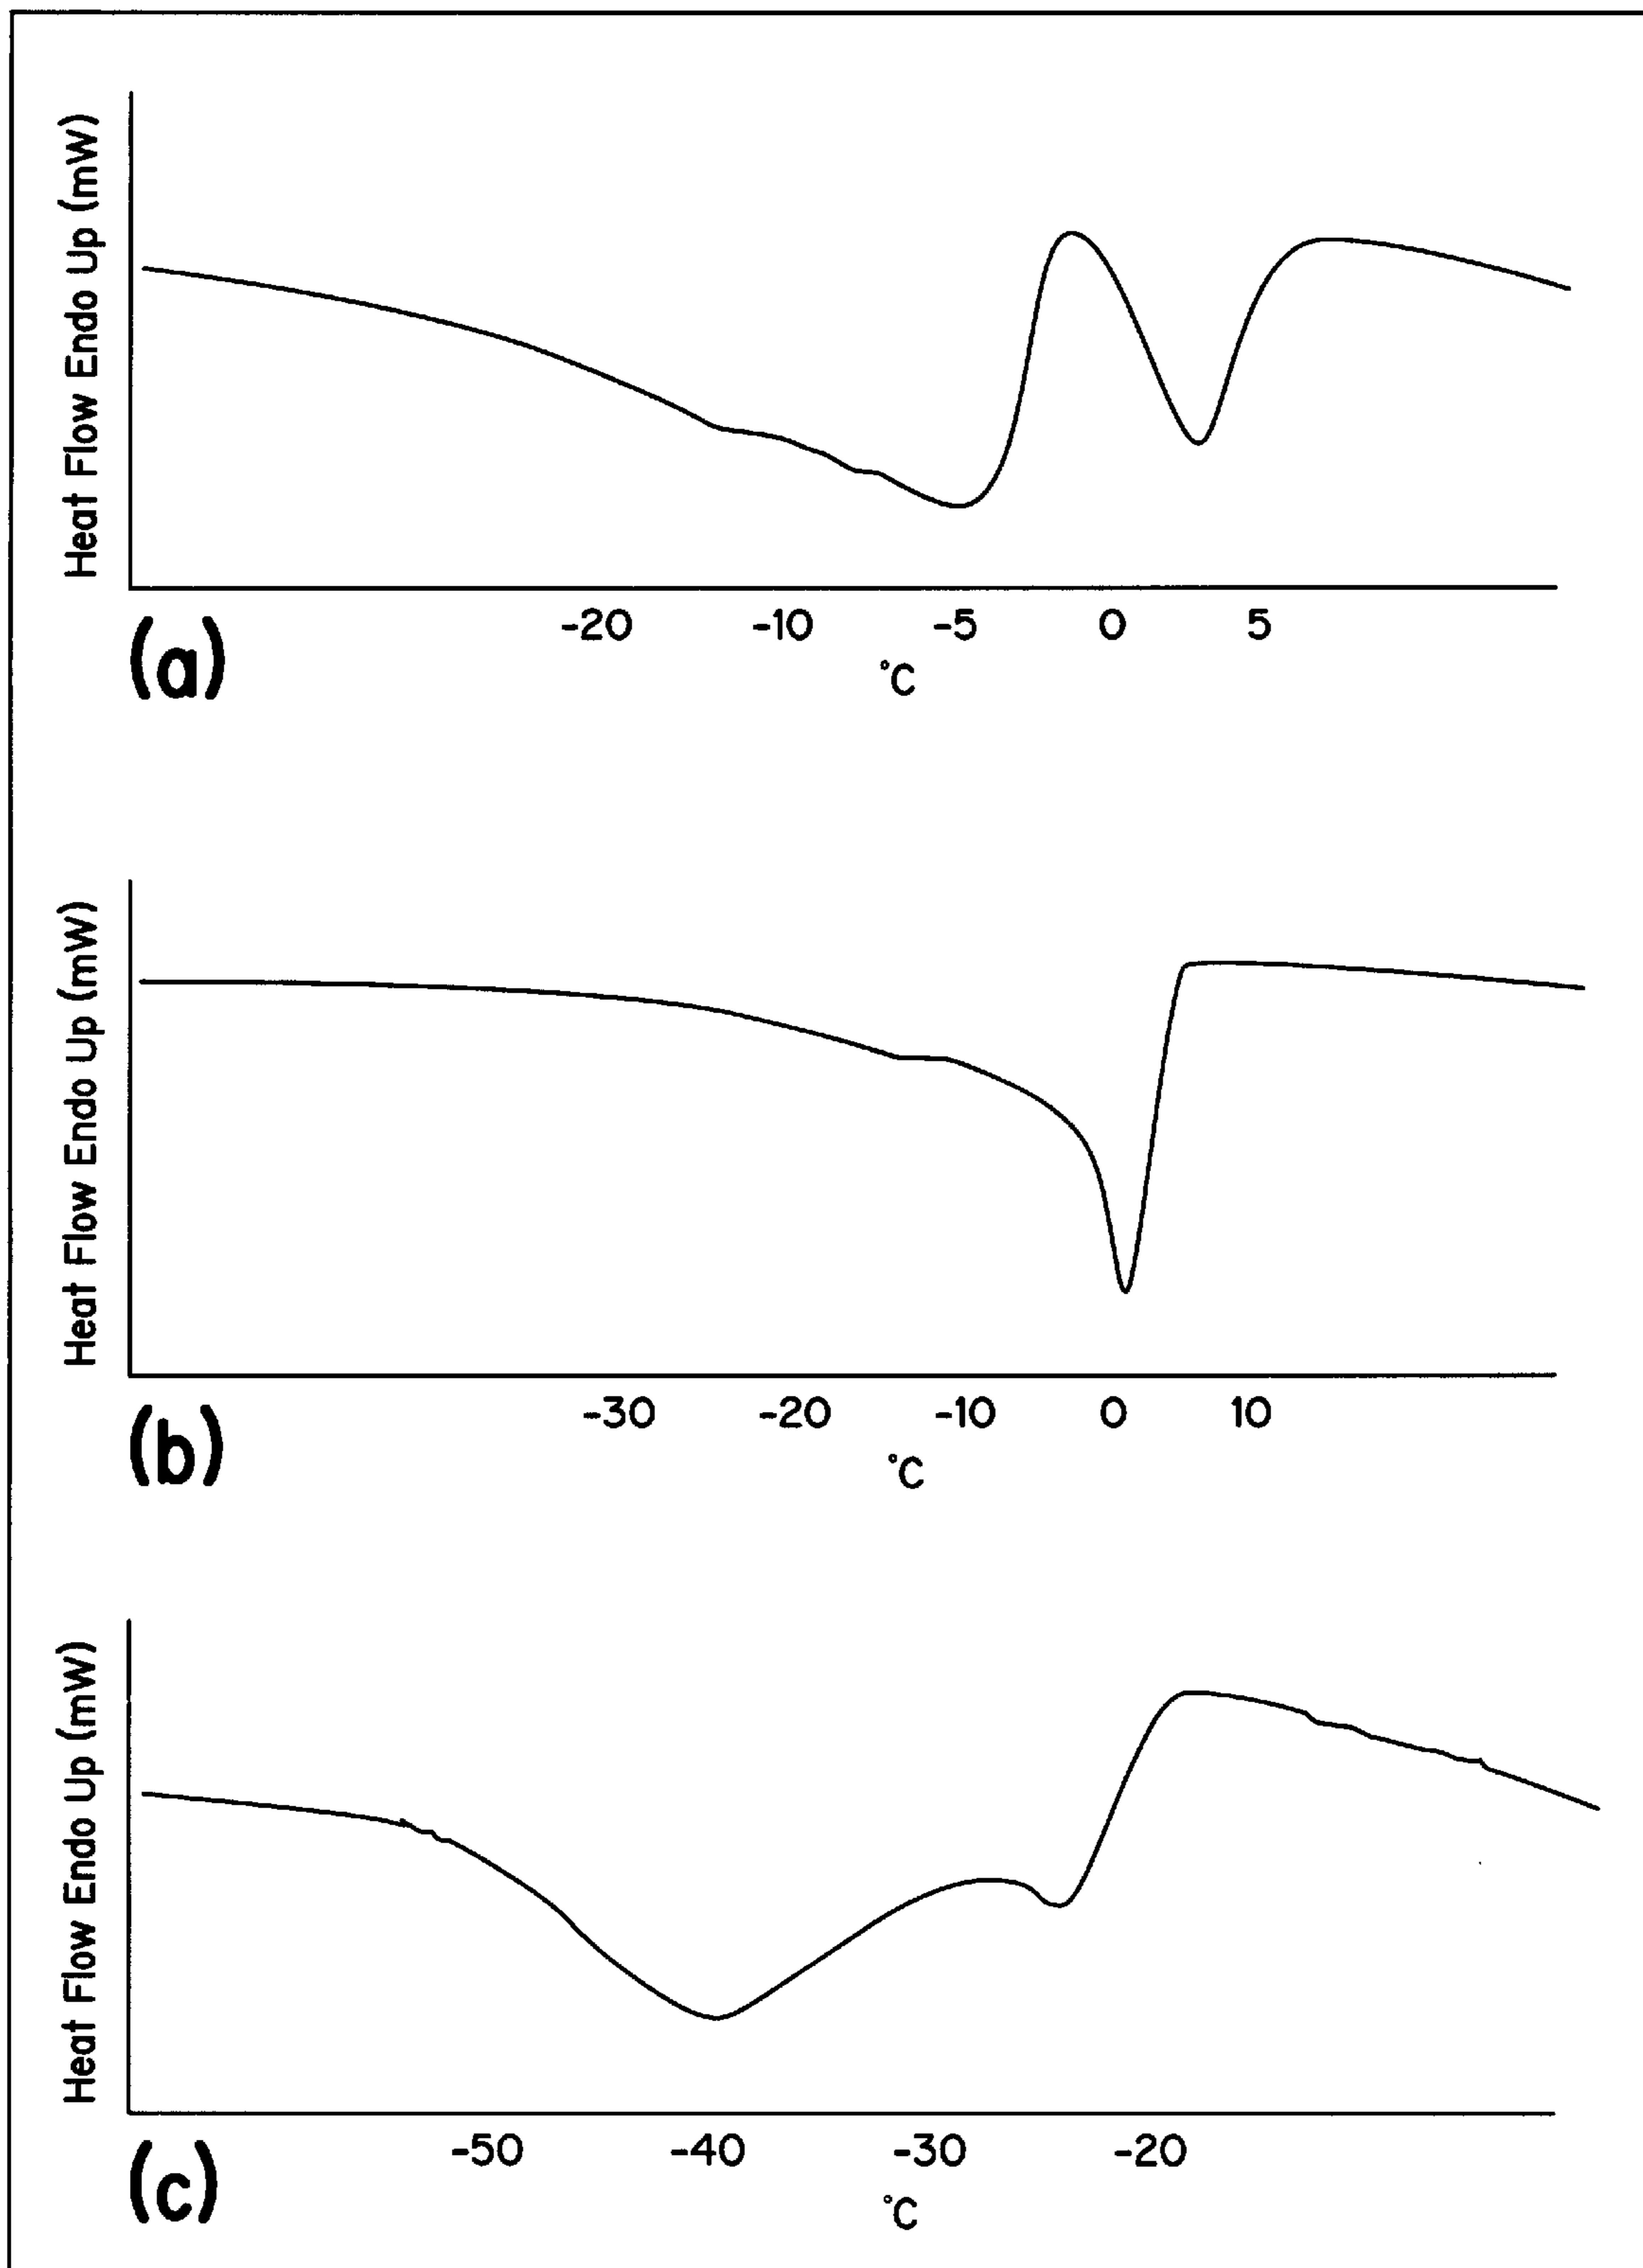 Heat Flow Endo Up (mW)
-20 -10 -5 0 5
°C
(a)
Heat Flow Endo Up (mW)
-30 -20 -10 0 10
°C
(b)
Heat Flow Endo Up (mW)
-50 -40 -30 -20
°C
(c)